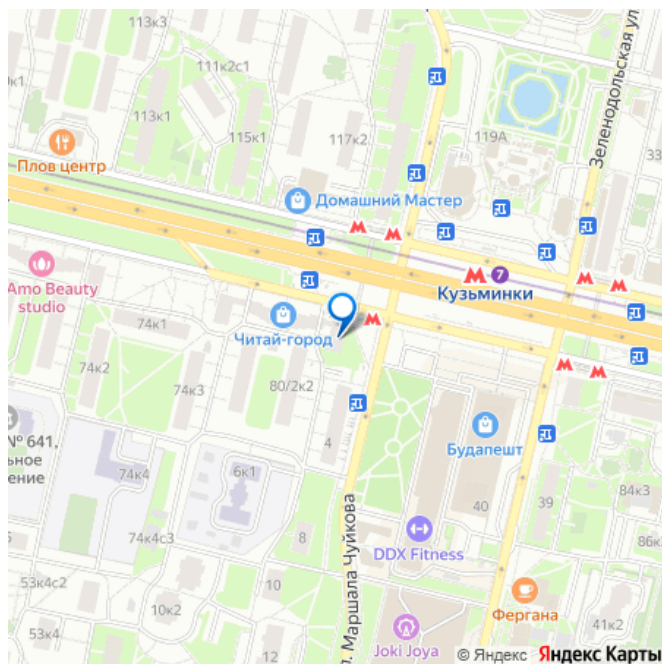 113к3
111к2с1
113к1
115к1
117к2
119А
Зеленодольская ул
33
Плов центр
Домашний Мастер
7
Кузьминки
Amo Beauty
studio
74к1
Читай-город
74к2
74к3
80/2к2
4
Будапешт
№ 641,
ьное
ение
74к4
6к1
40
39
84к3
74к4с3
8
DDX Fitness
86к
л. Маршала Чуйкова
53к4с2
10
10к2
Фергана
41к2
53к4
12
Joki Joya
© Яндекс Яндекс Карты